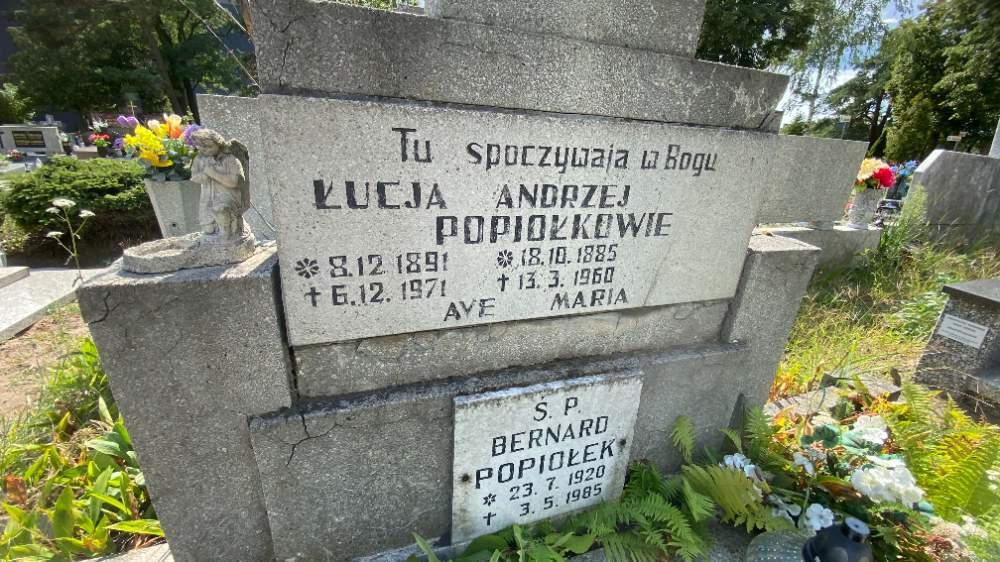 Tu spoczywają w Bogu
ŁUCJA ANDRZEJ
POPIOŁKOWIE
* 8.12 1891 * 18.10.1885
† 6.12.1971 † 13.3.1960
AVE MARIA
Ś. P.
BERNARD
POPIOŁEK
* 23.7.1920
† 3.5.1985